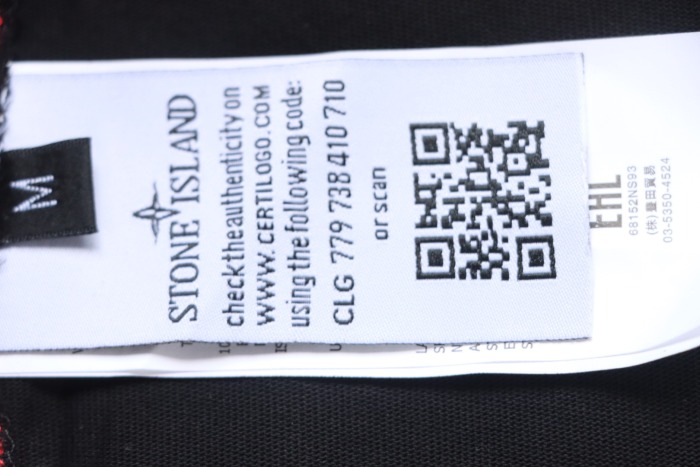 M
STONE ISLAND
check the authenticity on
WWW.CERTILOGO.COM
using the following code:
CLG 779 738 410 710
or scan
EAC
68152NS93
(株)豊田貿易
03-5350-4524